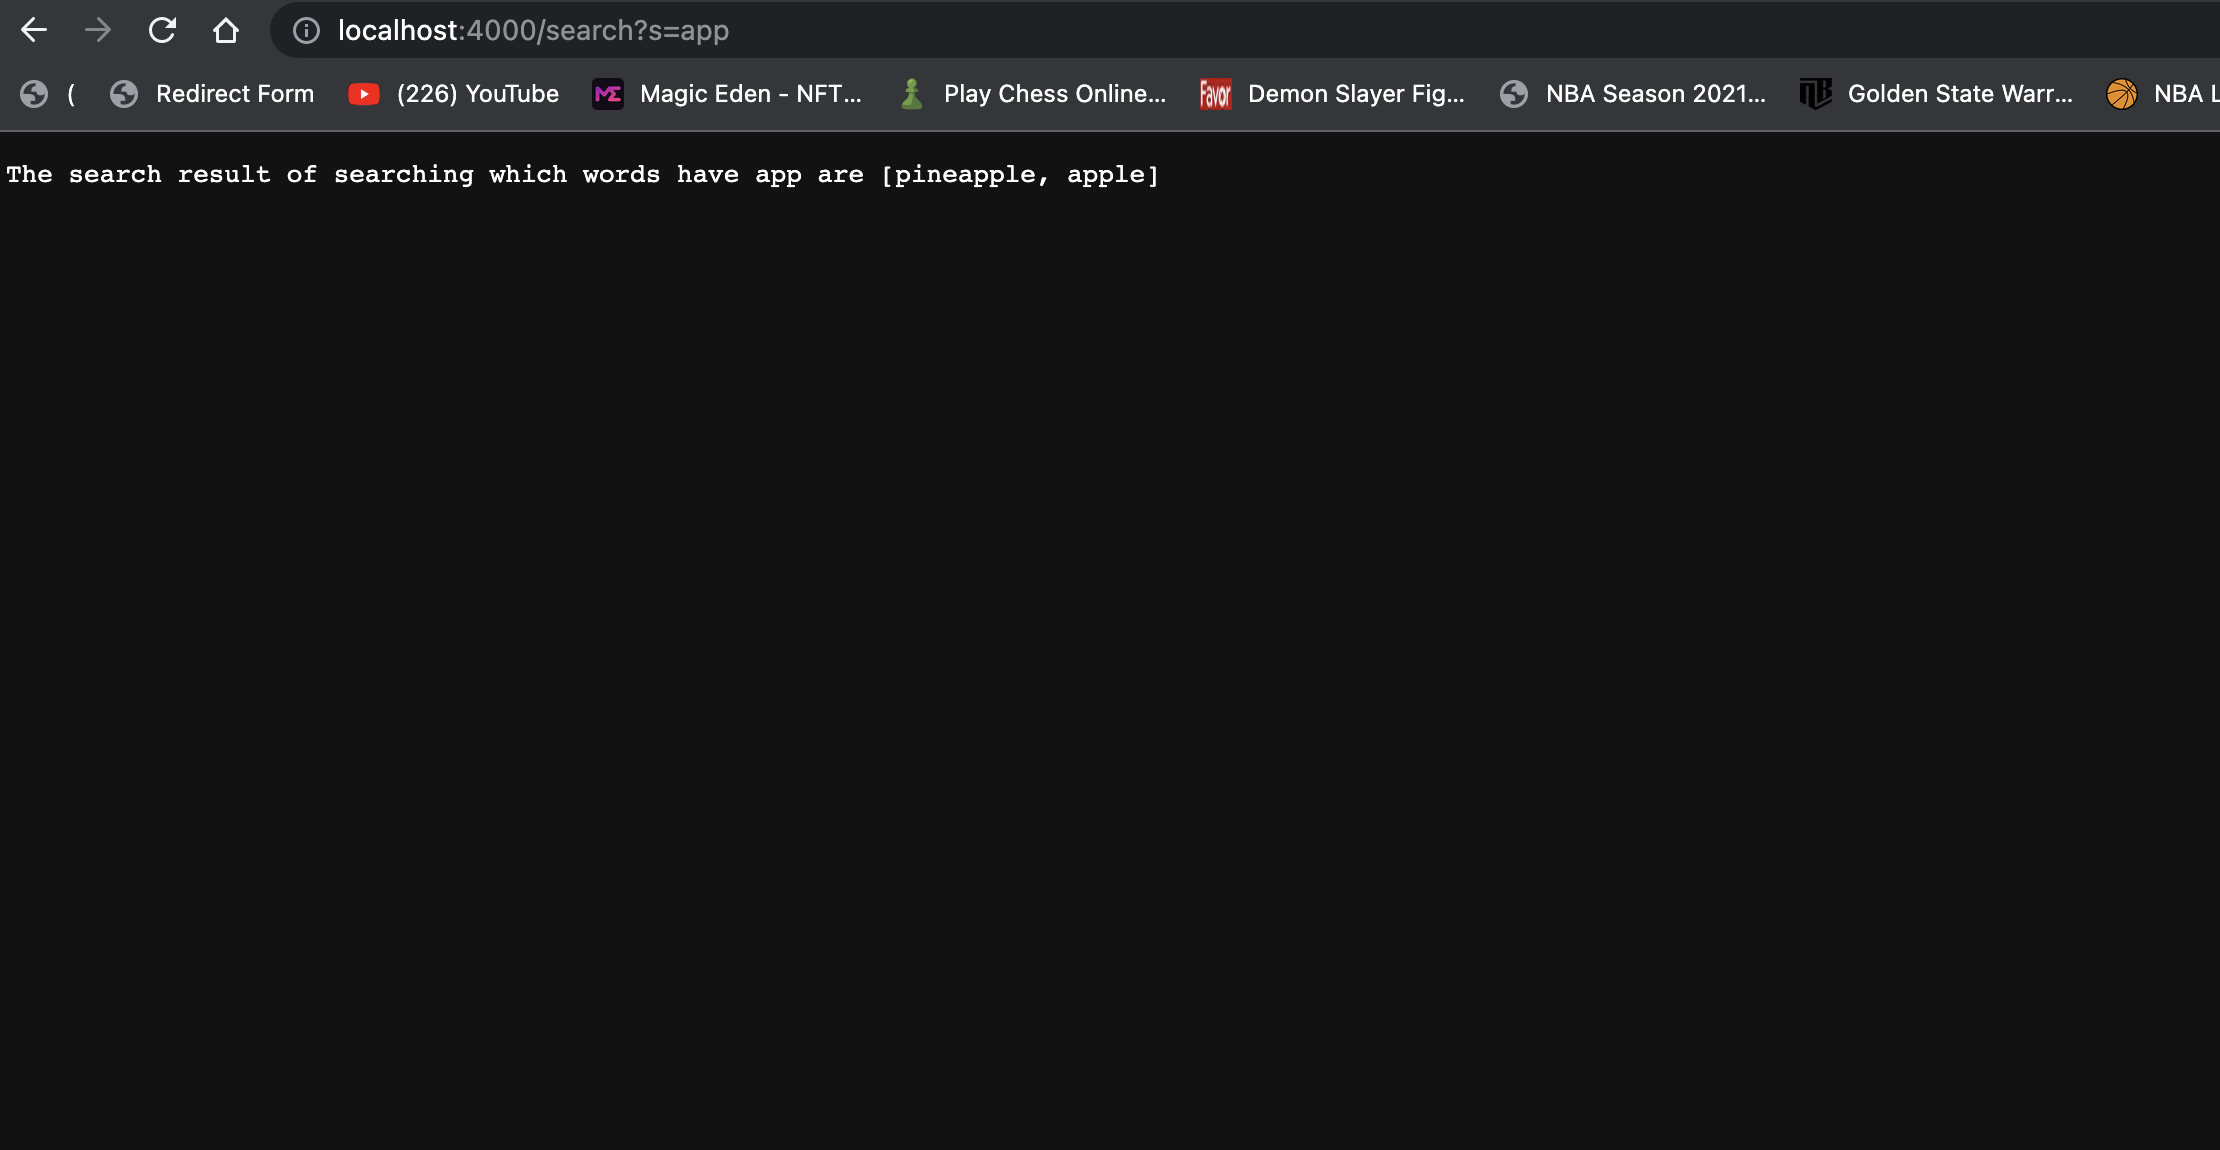 localhost:4000/search?s=app
( Redirect Form (226) YouTube Magic Eden - NFT... Play Chess Online... Favor Demon Slayer Fig... NBA Season 2021... Golden State Warr... NBA L
The search result of searching which words have app are [pineapple, apple]